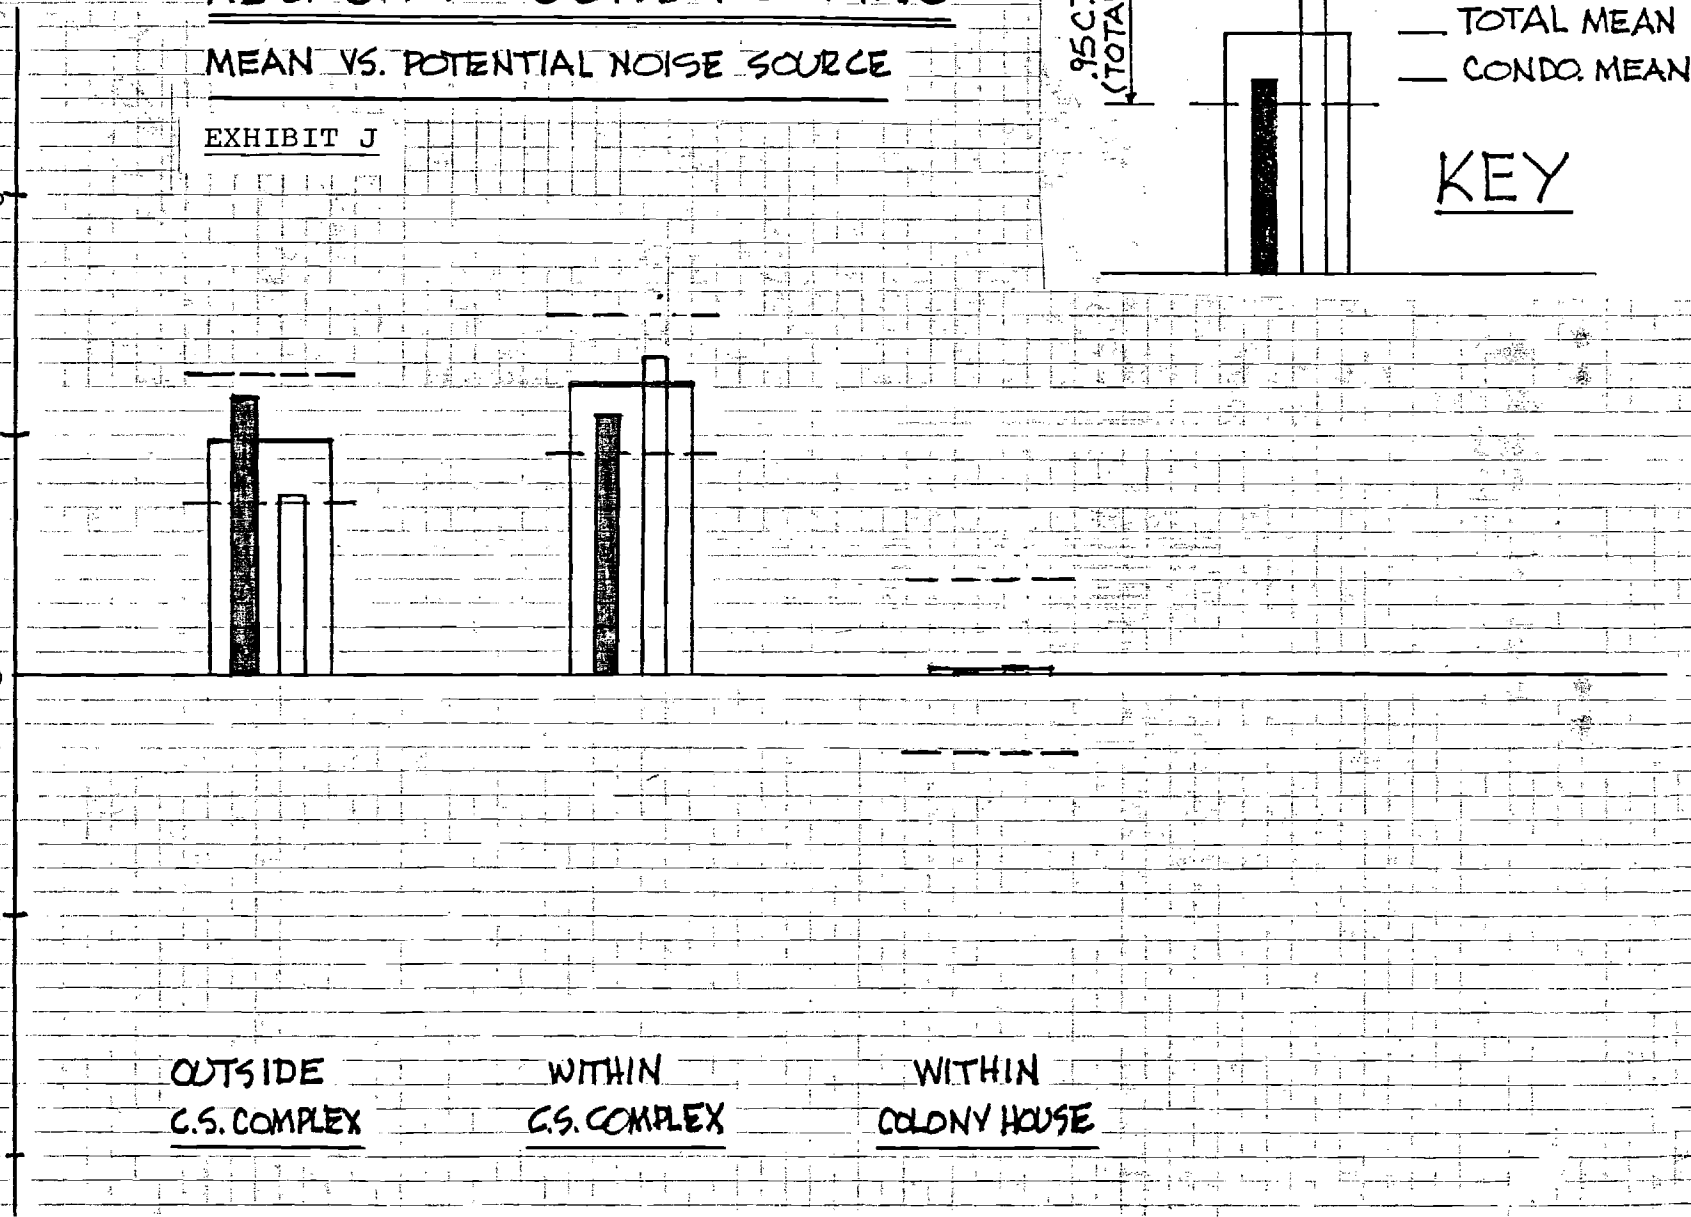 MEAN VS. POTENTIAL NOISE SOURCE
EXHIBIT J
.95 C.
(TOTA
TOTAL MEAN
CONDO. MEAN
KEY
OUTSIDE
C.S. COMPLEX
WITHIN
C.S. COMPLEX
WITHIN
COLONY HOUSE